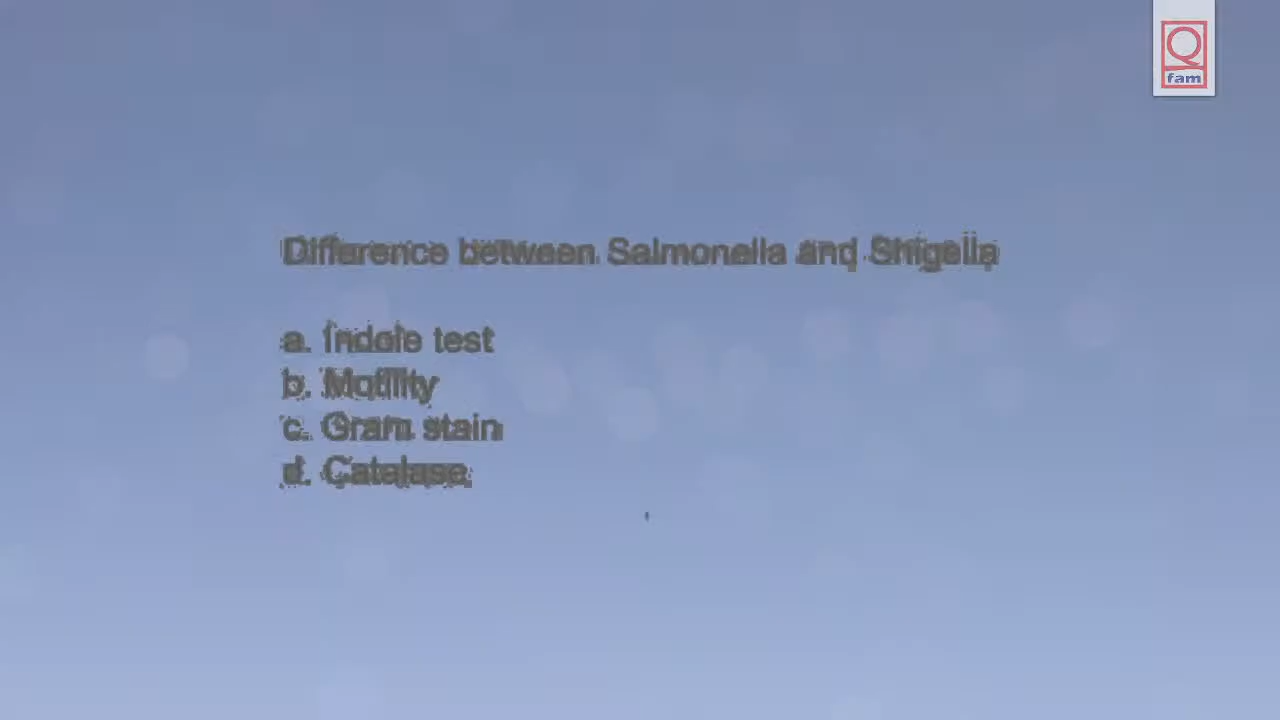 Q
fam
Difference between Salmonella and Shigella
a. Indole test
b. Motility
c. Gram stain
d. Catalase